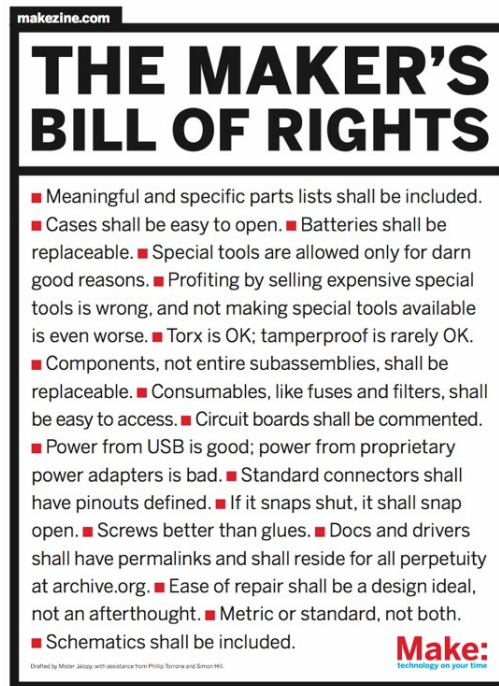 makezine.com
THE MAKER'S
BILL OF RIGHTS
■ Meaningful and specific parts lists shall be included.
■ Cases shall be easy to open. ■ Batteries shall be
replaceable. ■ Special tools are allowed only for darn
good reasons. ■ Profiting by selling expensive special
tools is wrong, and not making special tools available
is even worse. ■ Torx is OK; tamperproof is rarely OK.
■ Components, not entire subassemblies, shall be
replaceable. ■ Consumables, like fuses and filters, shall
be easy to access. ■ Circuit boards shall be commented.
■ Power from USB is good; power from proprietary
power adapters is bad. ■ Standard connectors shall
have pinouts defined. ■ If it snaps shut, it shall snap
open. ■ Screws better than glues. ■ Docs and drivers
shall have permalinks and shall reside for all perpetuity
at archive.org. ■ Ease of repair shall be a design ideal,
not an afterthought. ■ Metric or standard, not both.
■ Schematics shall be included.
Make:
technology on your time
Drafted by Mister Jalopy, with assistance from Phillip Torrone and Simon Hill.